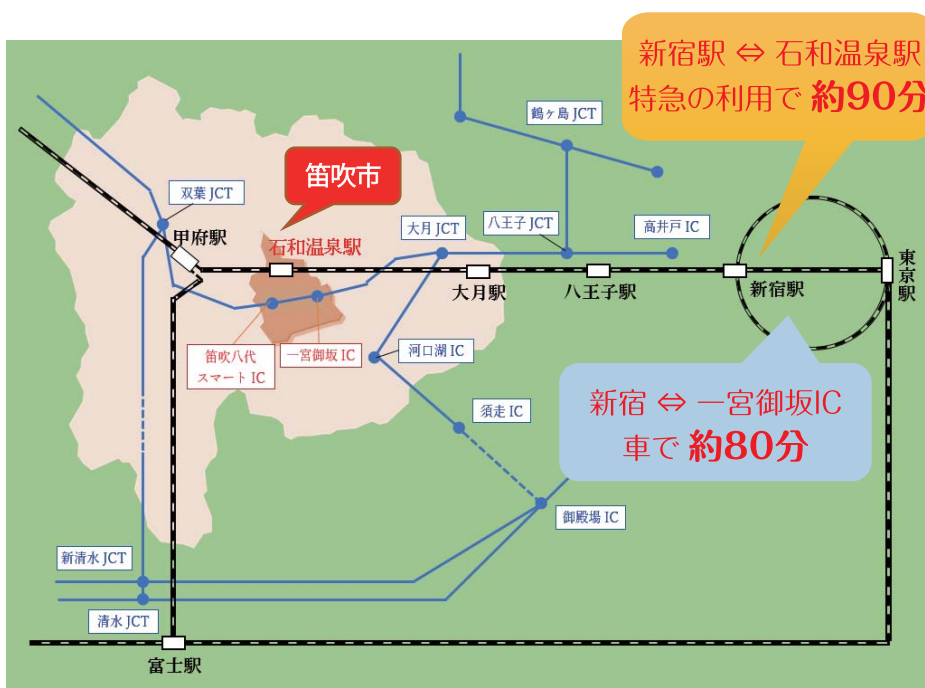 新宿駅 ⇔ 石和温泉駅
特急の利用で 約90分
鶴ヶ島 JCT
笛吹市
双葉 JCT
甲府駅
石和温泉駅
大月 JCT
八王子 JCT
高井戸 IC
東京駅
大月駅
八王子駅
新宿駅
笛吹八代
スマート IC
一宮御坂 IC
河口湖 IC
新宿 ⇔ 一宮御坂IC
車で 約80分
須走 IC
御殿場 IC
新清水 JCT
清水 JCT
富士駅